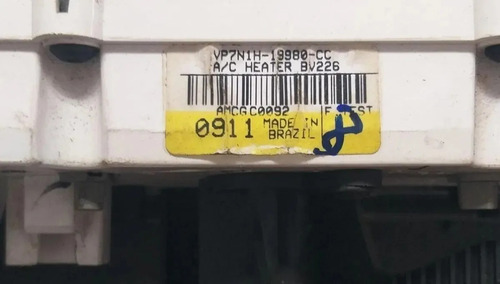 VP7N1H-19980-CC
A/C HEATER BV226
AMCGC0092
0911 MADE IN
BRAZIL